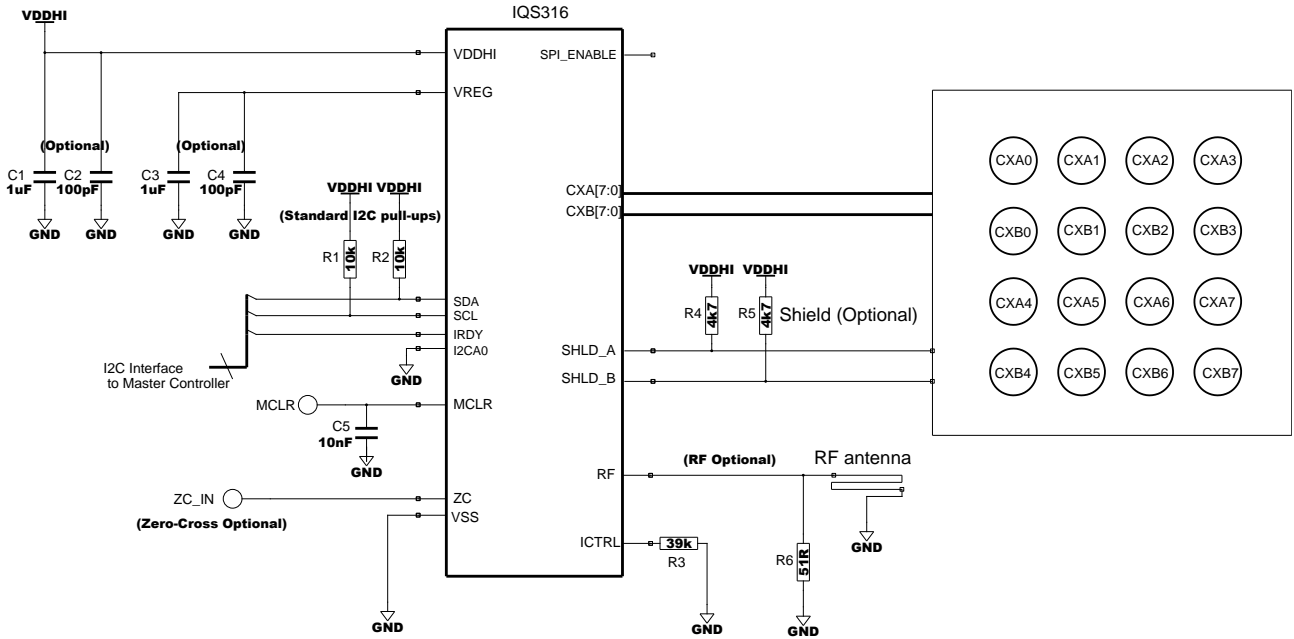 IQS316
VDDHI
VDDHI
SPI_ENABLE
VREG
(Optional)
(Optional)
C1
1uF
C2
100pF
C3
1uF
C4
100pF
GND
GND
GND
GND
VDDHI
VDDHI
(Standard I2C pull-ups)
R1
10k
R2
10k
CXA[7:0]
CXB[7:0]
CXA0
CXA1
CXA2
CXA3
CXB0
CXB1
CXB2
CXB3
CXA4
CXA5
CXA6
CXA7
CXB4
CXB5
CXB6
CXB7
VDDHI
VDDHI
R4
4k7
R5
4k7
Shield (Optional)
SDA
SCL
IRDY
I2CA0
GND
I2C Interface
to Master Controller
SHLD_A
SHLD_B
MCLR
MCLR
C5
10nF
GND
RF
(RF Optional)
RF antenna
GND
ZC_IN
ZC
(Zero-Cross Optional)
VSS
ICTRL
39k
R3
R6
51R
GND
GND
GND